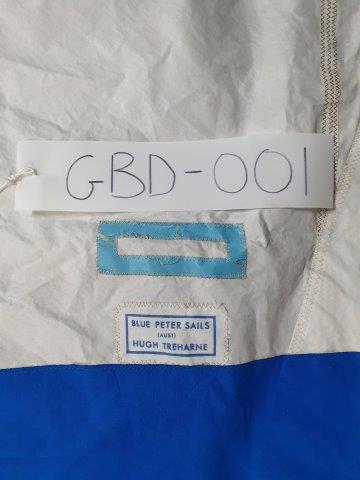 GBD-001
BLUE PETER SAILS
(AUST)
HUGH TREHARNE